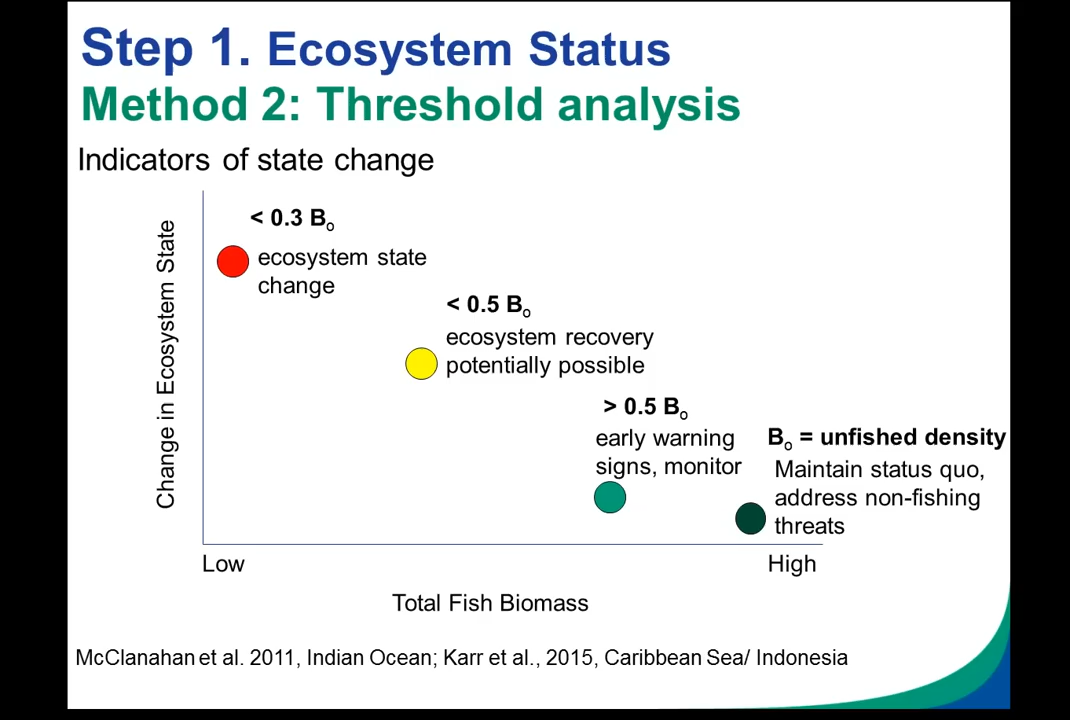 Step 1. Ecosystem Status
Method 2: Threshold analysis
Indicators of state change
Change in Ecosystem State
< 0.3 Bo
ecosystem state
change
< 0.5 Bo
ecosystem recovery
potentially possible
> 0.5 Bo
early warning
signs, monitor
Bo = unfished density
Maintain status quo,
address non-fishing
threats
Low
High
Total Fish Biomass
McClanahan et al. 2011, Indian Ocean; Karr et al., 2015, Caribbean Sea/ Indonesia